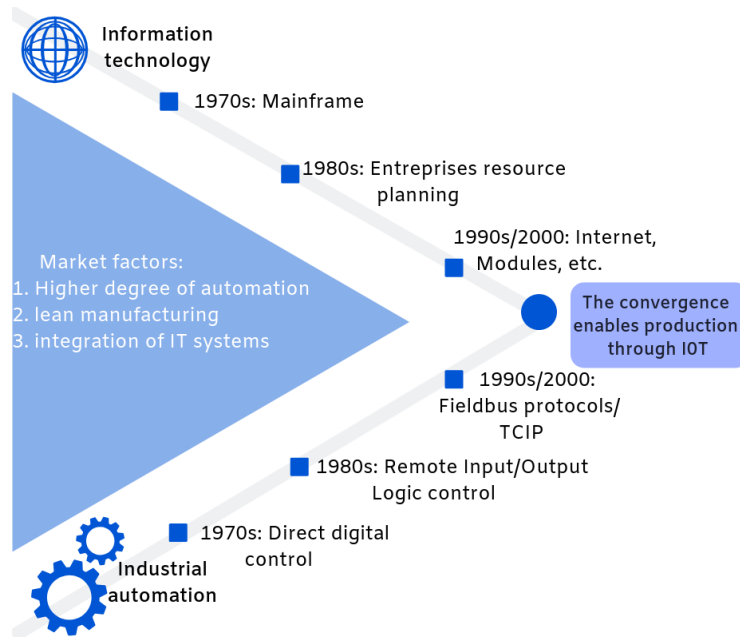 Information
technology
1970s: Mainframe
1980s: Entreprises resource
planning
1990s/2000: Internet,
Modules, etc.
Market factors:
1. Higher degree of automation
2. lean manufacturing
3. integration of IT systems
The convergence
enables production
through I0T
1990s/2000:
Fieldbus protocols/
TCIP
1980s: Remote Input/Output
Logic control
1970s: Direct digital
control
Industrial
automation